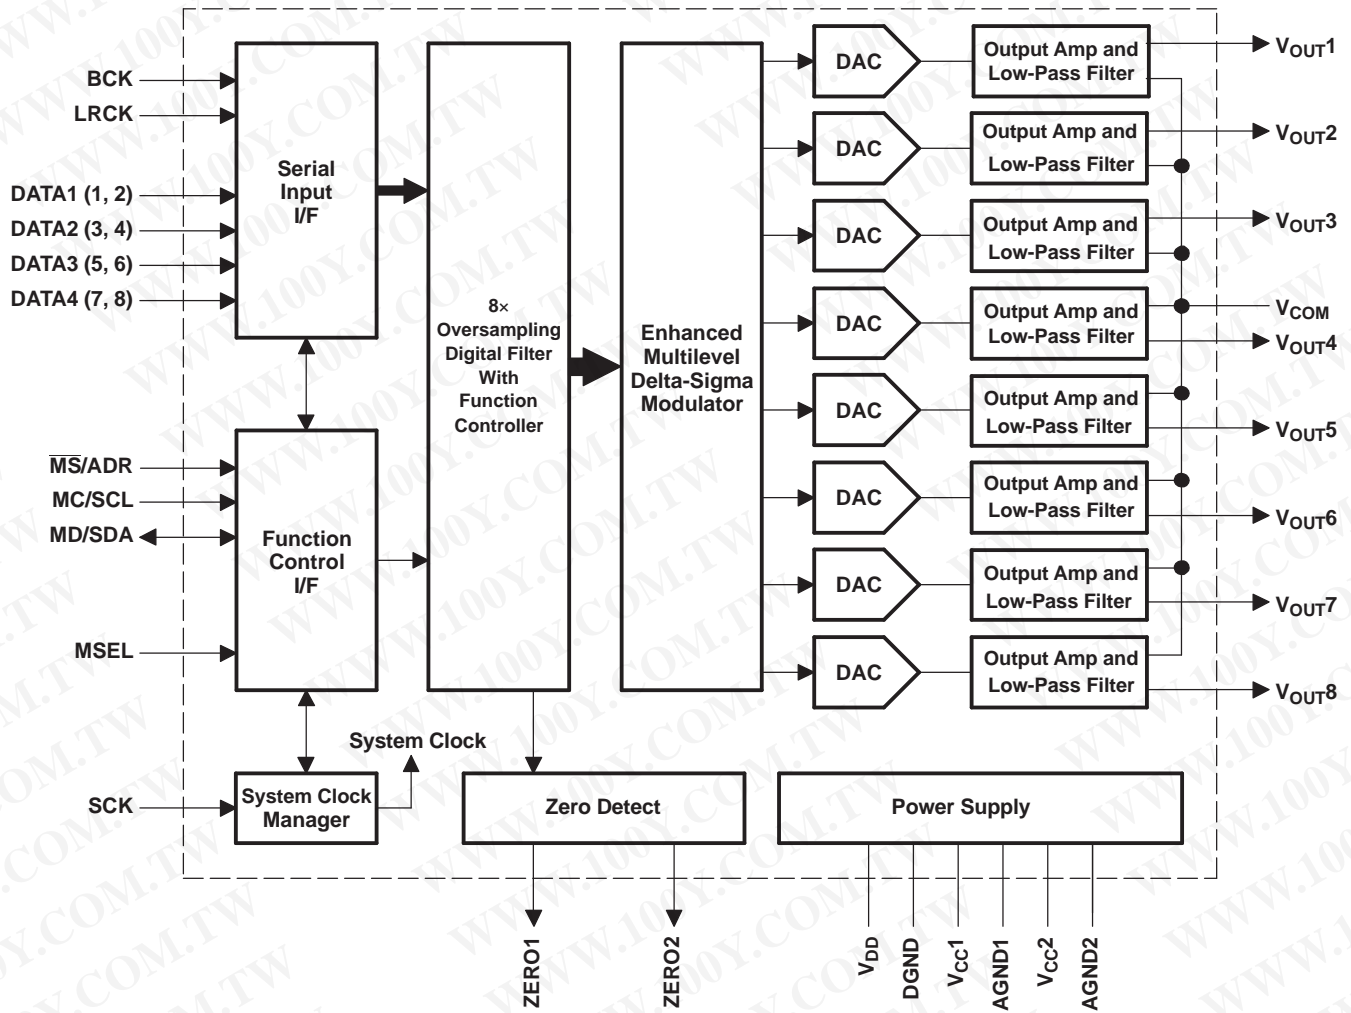 BCK
LRCK
DATA1 (1, 2)
DATA2 (3, 4)
DATA3 (5, 6)
DATA4 (7, 8)
Serial
Input
I/F
M̅S̅/ADR
MC/SCL
MD/SDA
MSEL
Function
Control
I/F
SCK
System Clock
Manager
System Clock
8×
Oversampling
Digital Filter
With
Function
Controller
Enhanced
Multilevel
Delta-Sigma
Modulator
DAC
Output Amp and
Low-Pass Filter
VOUT1
DAC
Output Amp and
Low-Pass Filter
VOUT2
DAC
Output Amp and
Low-Pass Filter
VOUT3
DAC
Output Amp and
Low-Pass Filter
VCOM
VOUT4
DAC
Output Amp and
Low-Pass Filter
VOUT5
DAC
Output Amp and
Low-Pass Filter
VOUT6
DAC
Output Amp and
Low-Pass Filter
VOUT7
DAC
Output Amp and
Low-Pass Filter
VOUT8
Zero Detect
Power Supply
ZERO1
ZERO2
VDD
DGND
VCC1
AGND1
VCC2
AGND2
WWW.100Y.COM.TW